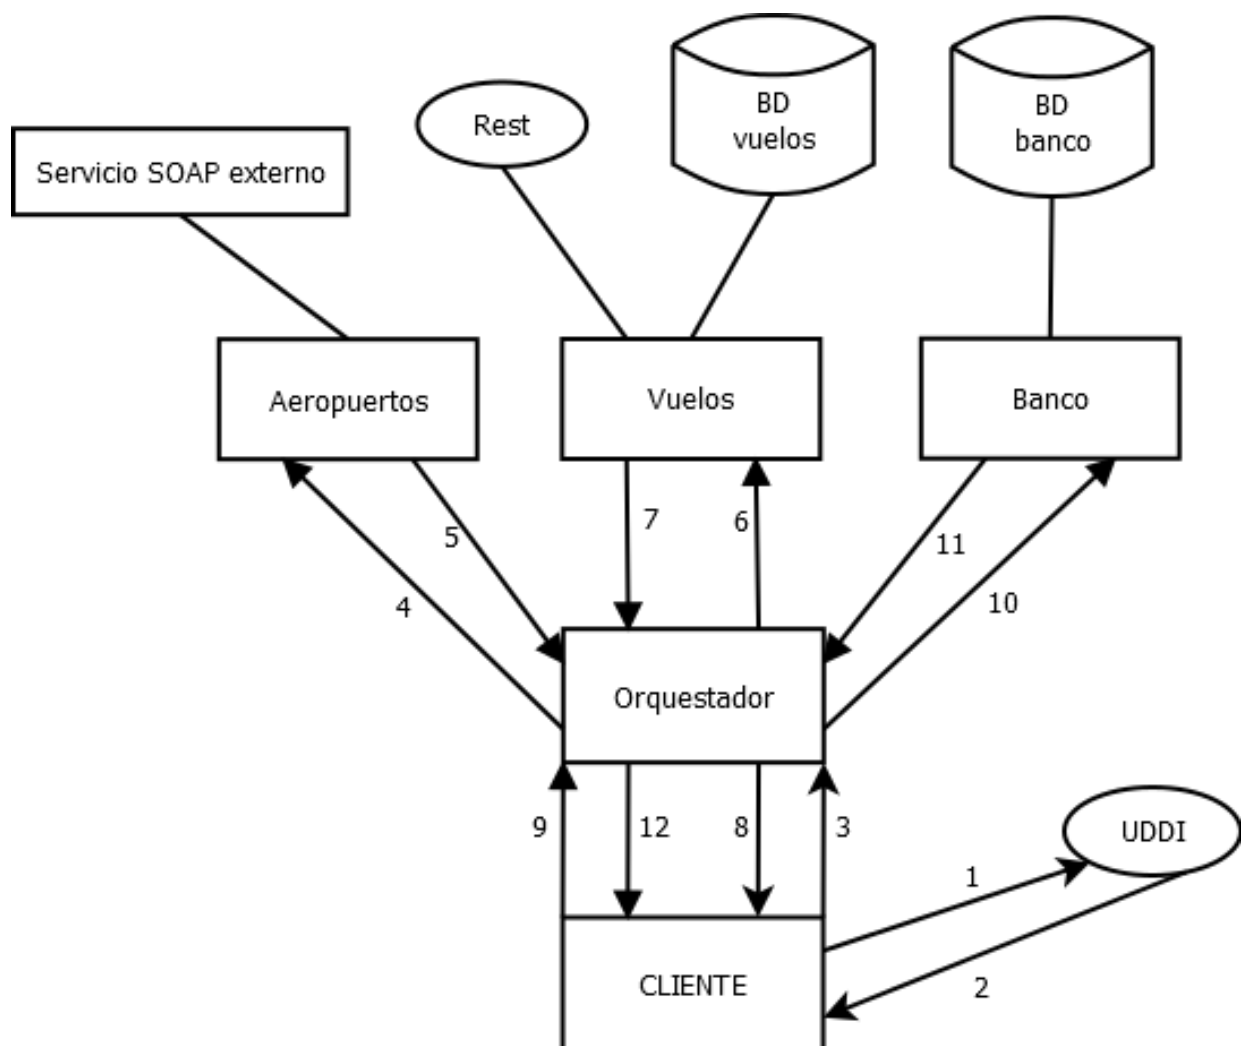 BD
vuelos
BD
banco
Rest
Servicio SOAP externo
Aeropuertos
Vuelos
Banco
7
6
5
11
4
10
Orquestador
9
12
8
3
UDDI
1
CLIENTE
2